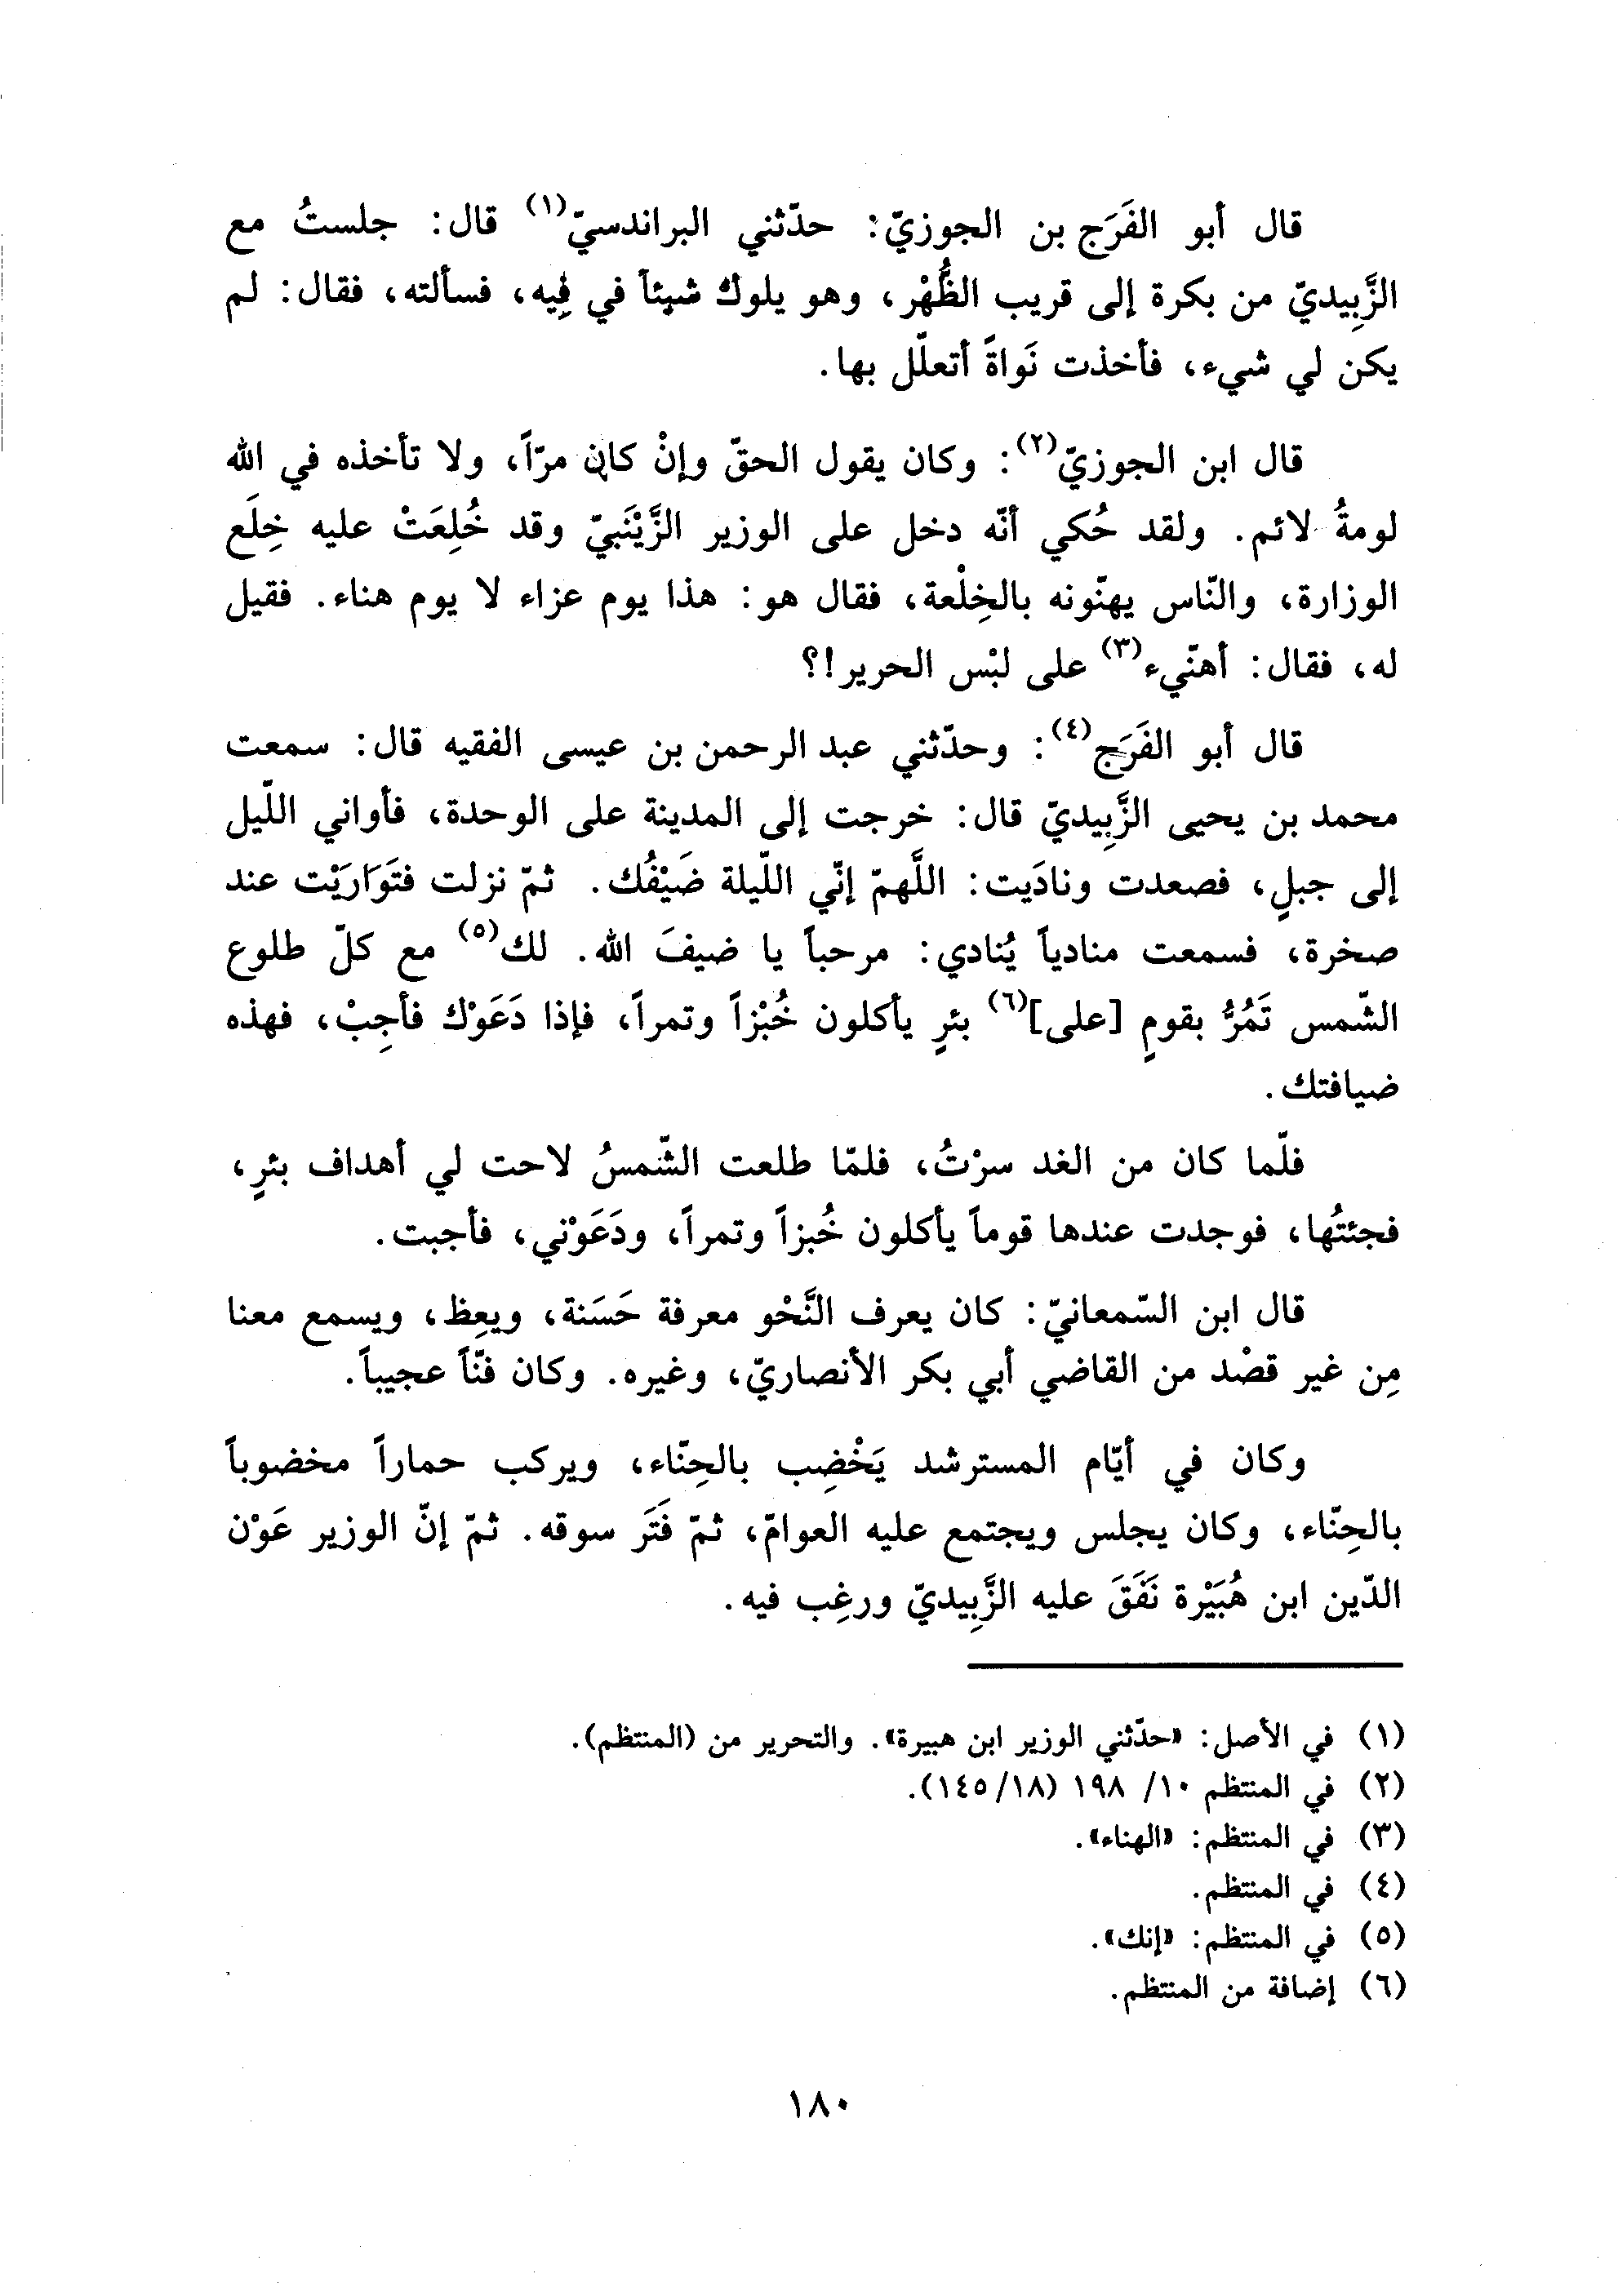 قال أبو الفَرَج بن الجوزيّ: حدّثني البراندسيّ(١) قال: جلستُ مع
الزَّبِيديّ من بكرة إلى قريب الظُّهْر، وهو يلوك شيئاً في فِيه، فسألته، فقال: لم
يكن لي شيء، فأخذت نَواةً أتعلّل بها.
قال ابن الجوزيّ(٢): وكان يقول الحقّ وإنْ كان مرّاً، ولا تأخذه في الله
لومةُ لائم. ولقد حُكي أنّه دخل على الوزير الزَّيْنَبيّ وقد خُلِعَتْ عليه خِلَع
الوزارة، والنّاس يهنّونه بالخِلْعة، فقال هو: هذا يوم عزاء لا يوم هناء. فقيل
له، فقال: أهنّيء(٣) على لبْس الحرير!؟
قال أبو الفَرَج(٤): وحدّثني عبد الرحمن بن عيسى الفقيه قال: سمعت
محمد بن يحيى الزَّبِيديّ قال: خرجت إلى المدينة على الوحدة، فأواني اللّيل
إلى جبلٍ، فصعدت ونادَيت: اللَّهمّ إنّي اللّيلة ضَيْفُك. ثمّ نزلت فتَوَارَيْت عند
صخرة، فسمعت منادياً يُنادي: مرحباً يا ضيفَ الله. لك(٥) مع كلّ طلوع
الشّمس تَمُرُّ بقومٍ [على](٦) بئرٍ يأكلون خُبْزاً وتمراً، فإذا دَعَوْك فأجِبْ، فهذه
ضيافتك.
فلّما كان من الغد سرْتُ، فلمّا طلعت الشّمسُ لاحت لي أهداف بئرٍ،
فجئتُها، فوجدت عندها قوماً يأكلون خُبزاً وتمراً، ودَعَوْني، فأجبت.
قال ابن السّمعانيّ: كان يعرف النَّحْو معرفة حَسَنة، ويعِظ، ويسمع معنا
مِن غير قصْد من القاضي أبي بكر الأنصاريّ، وغيره. وكان فنّاً عجيباً.
وكان في أيّام المسترشد يَخْضِب بالحِنّاء، ويركب حماراً مخضوباً
بالحِنّاء، وكان يجلس ويجتمع عليه العوامّ، ثمّ فَتَر سوقه. ثمّ إنّ الوزير عَوْن
الدّين ابن هُبَيْرة نَفَقَ عليه الزَّبِيديّ ورغِب فيه.
(١) في الأصل: «حدّثني الوزير ابن هبيرة». والتحرير من (المنتظم).
(٢) في المنتظم ١٠/ ١٩٨ (١٤٥/١٨).
(٣) في المنتظم: «الهناء».
(٤) في المنتظم.
(٥) في المنتظم: «إنك».
(٦) إضافة من المنتظم.
١٨٠